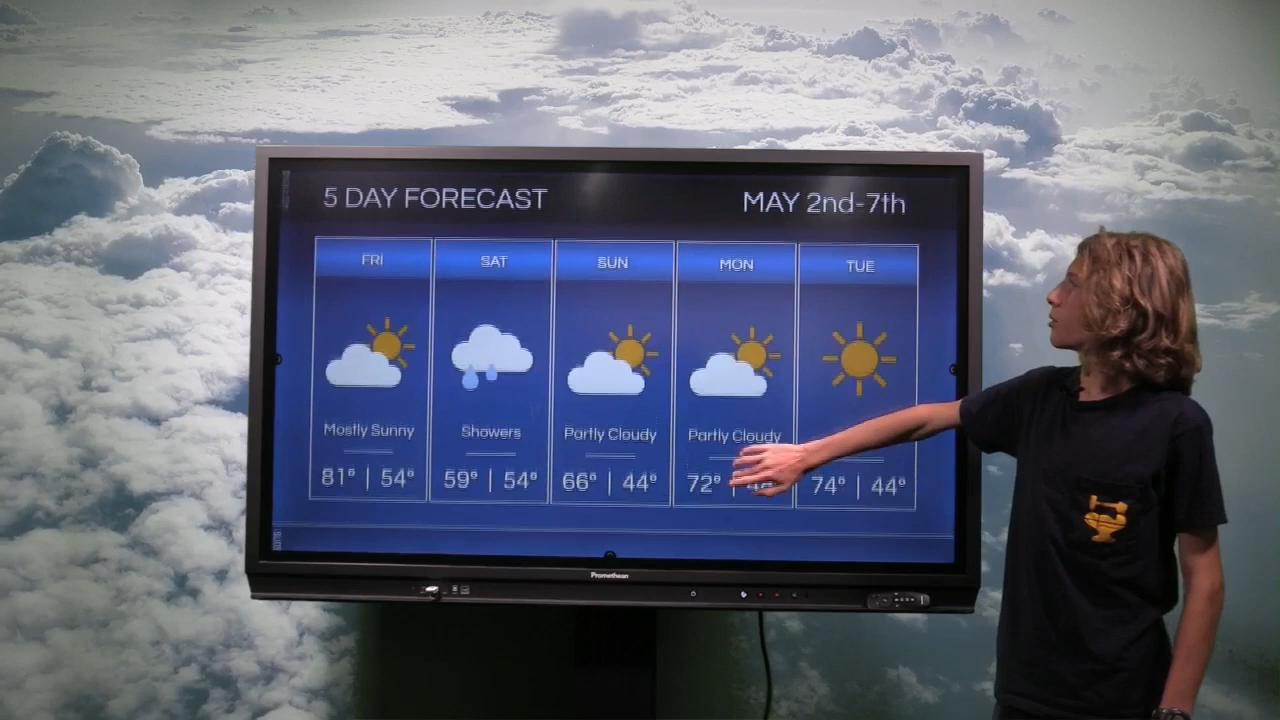 5 DAY FORECAST
MAY 2nd-7th
FRI
SAT
SUN
MON
TUE
Mostly Sunny
Showers
Partly Cloudy
Partly Cloudy
81° | 54°
59° | 54°
66° | 44°
72° |
74° | 44°
Promethean